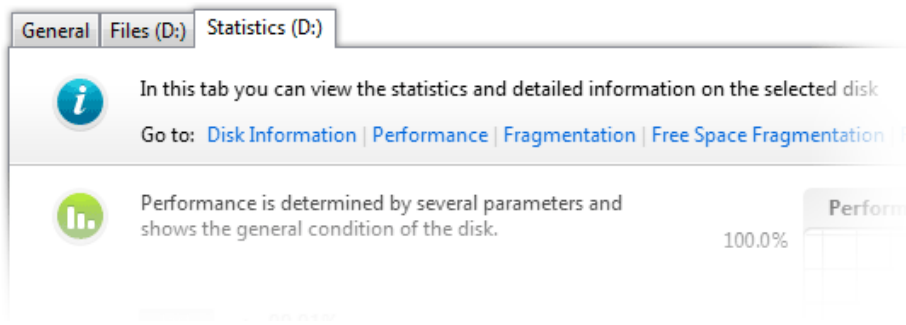 General Files (D:) Statistics (D:)
In this tab you can view the statistics and detailed information on the selected disk
Go to: Disk Information | Performance | Fragmentation | Free Space Fragmentation |
Performance is determined by several parameters and
shows the general condition of the disk.
Perform
100.0%